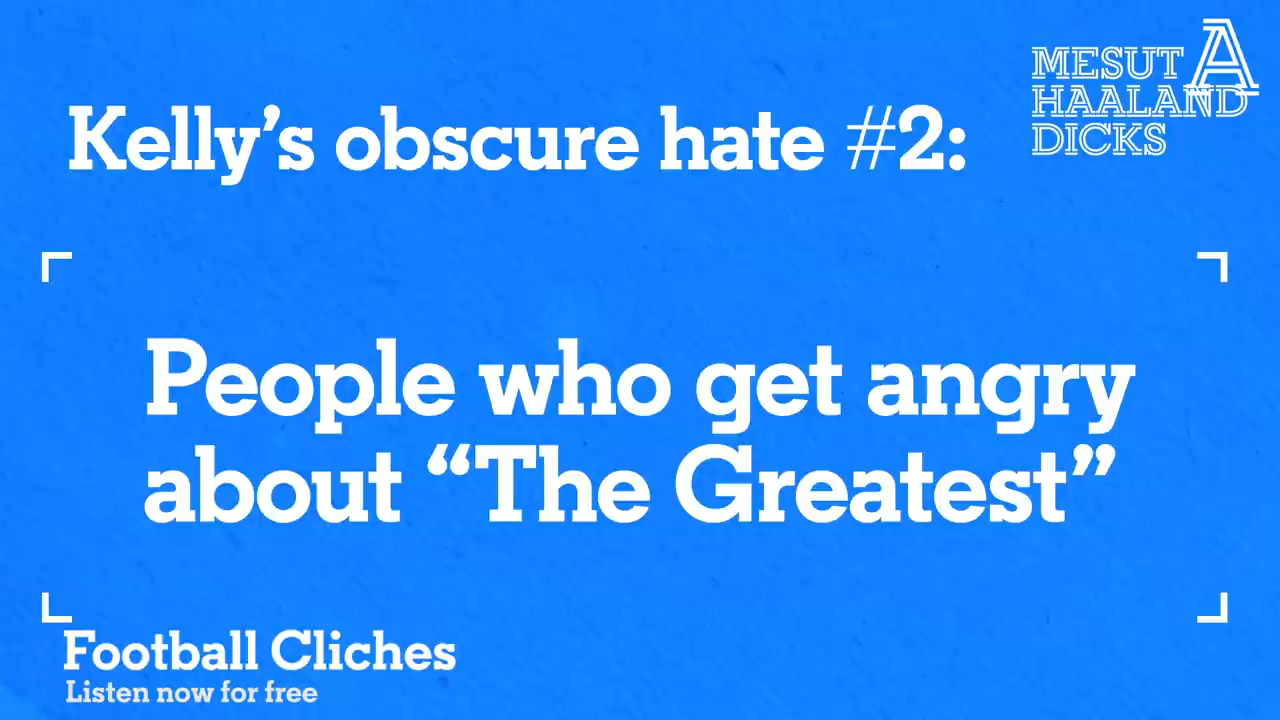 Kelly's obscure hate #2:
MESUT A
HAALAND
DICKS
People who get angry
about “The Greatest”
Football Cliches
Listen now for free